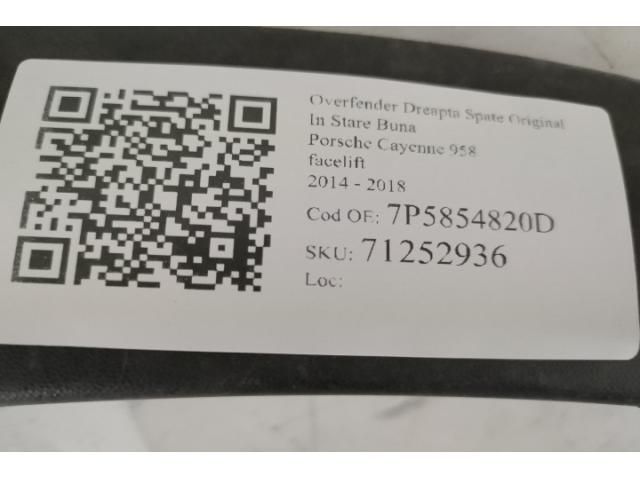 Overfender Dreapta Spate Original
In Stare Buna
Porsche Cayenne 958
facelift
2014 - 2018
Cod OE: 7P5854820D
SKU: 71252936
Loc: